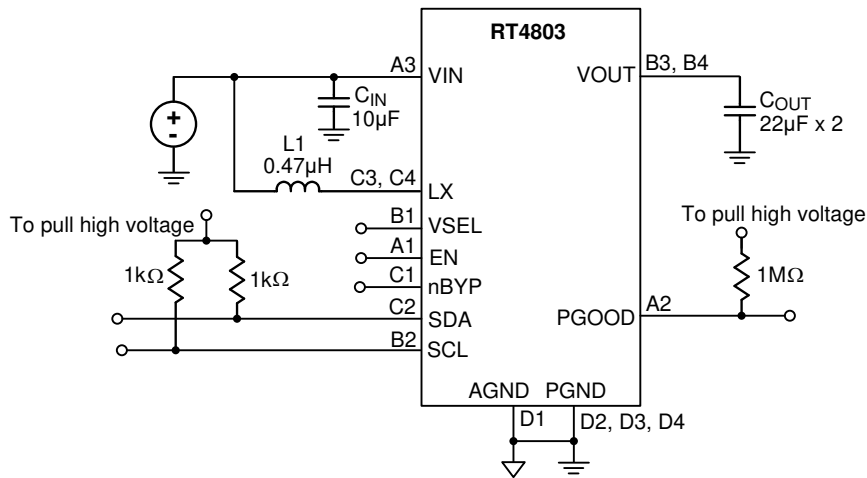 RT4803
A3
VIN
VOUT
B3, B4
CIN
10µF
COUT
22µF x 2
+
-
L1
0.47µH
C3, C4
LX
To pull high voltage
B1
VSEL
A1
EN
C1
nBYP
1kΩ
1kΩ
C2
SDA
B2
SCL
To pull high voltage
1MΩ
PGOOD
A2
AGND
PGND
D1
D2, D3, D4